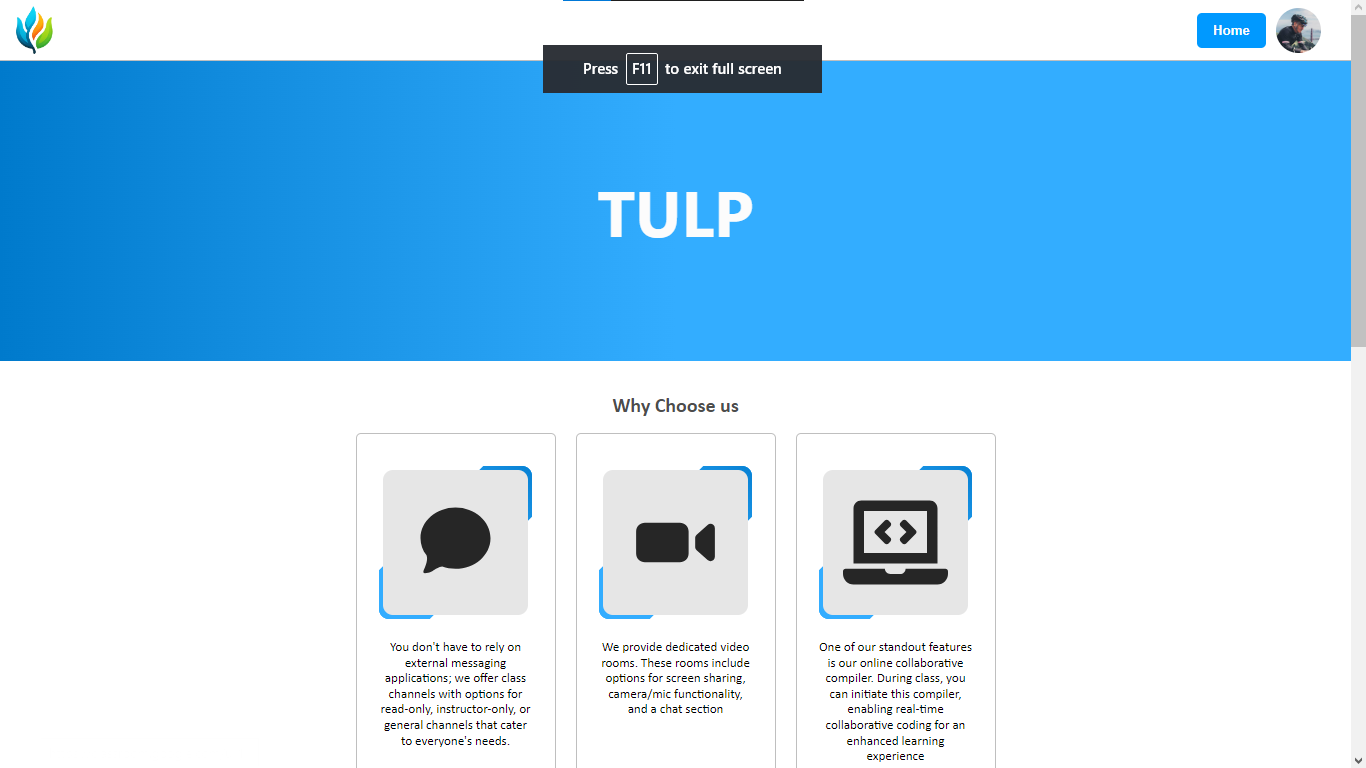 Home
Press F11 to exit full screen
TULP
Why Choose us
You don't have to rely on
external messaging
applications; we offer class
channels with options for
read-only, instructor-only, or
general channels that cater
to everyone's needs.
We provide dedicated video
rooms. These rooms include
options for screen sharing,
camera/mic functionality,
and a chat section
One of our standout features
is our online collaborative
compiler. During class, you
can initiate this compiler,
enabling real-time
collaborative coding for an
enhanced learning
experience